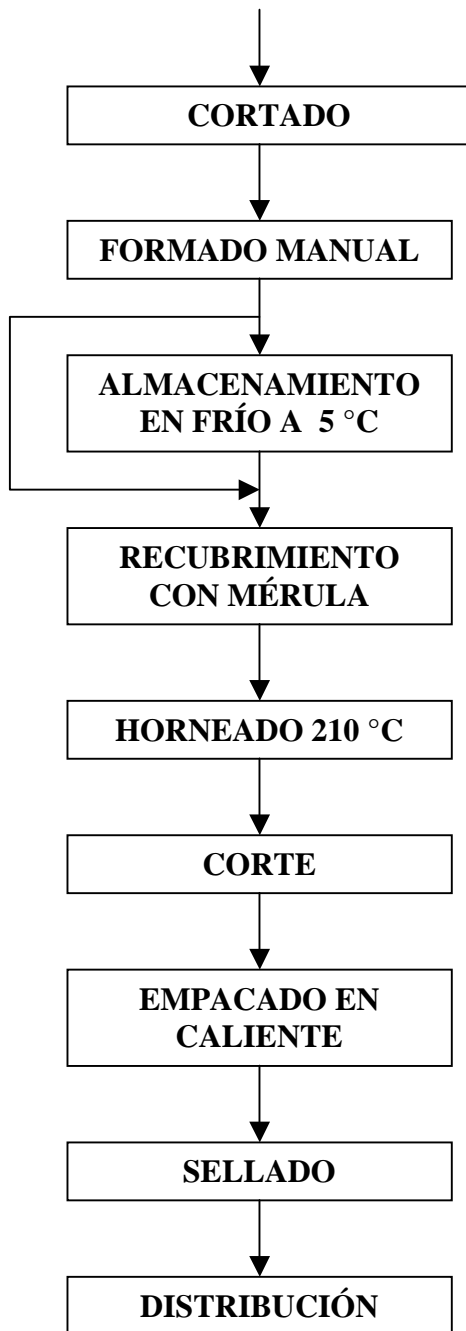 CORTADO
FORMADO MANUAL
ALMACENAMIENTO
EN FRÍO A 5 °C
RECUBRIMIENTO
CON MÉRULA
HORNEADO 210 °C
CORTE
EMPACADO EN
CALIENTE
SELLADO
DISTRIBUCIÓN